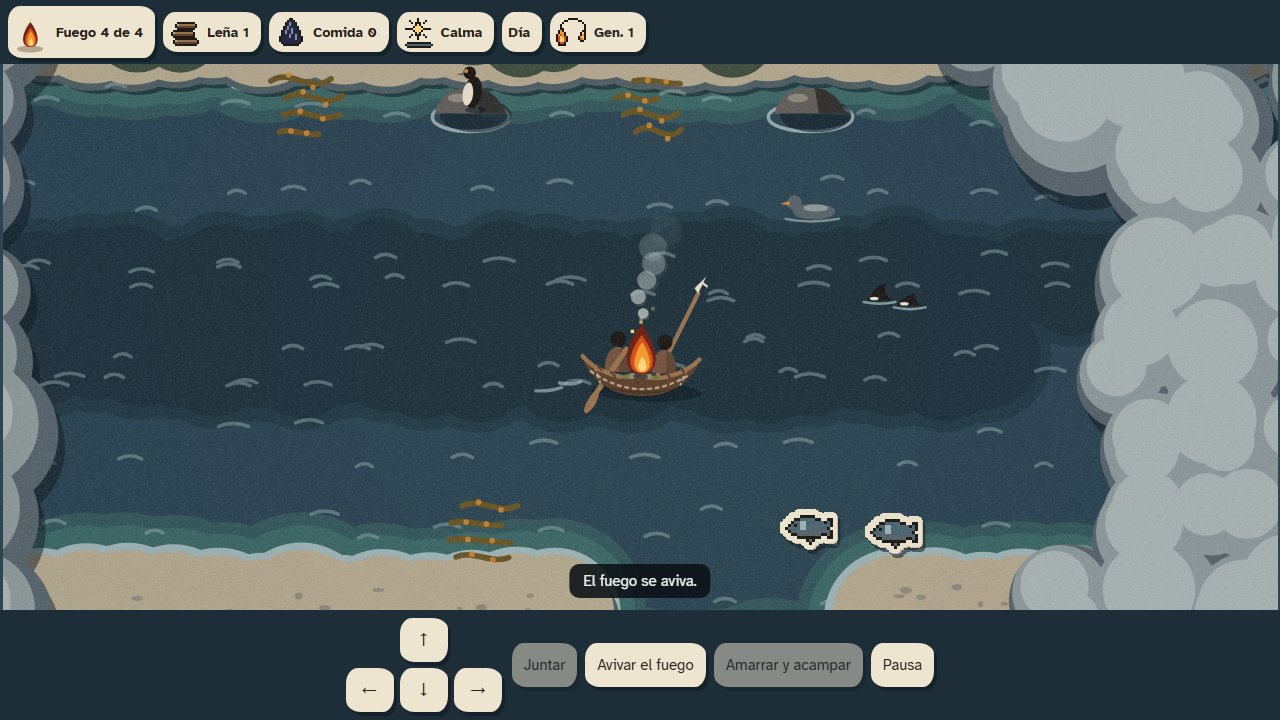 Fuego 4 de 4
Leña 1
Comida 0
Calma
Día
Gen. 1
El fuego se aviva.
↑
← ↓ →
Juntar
Avivar el fuego
Amarrar y acampar
Pausa